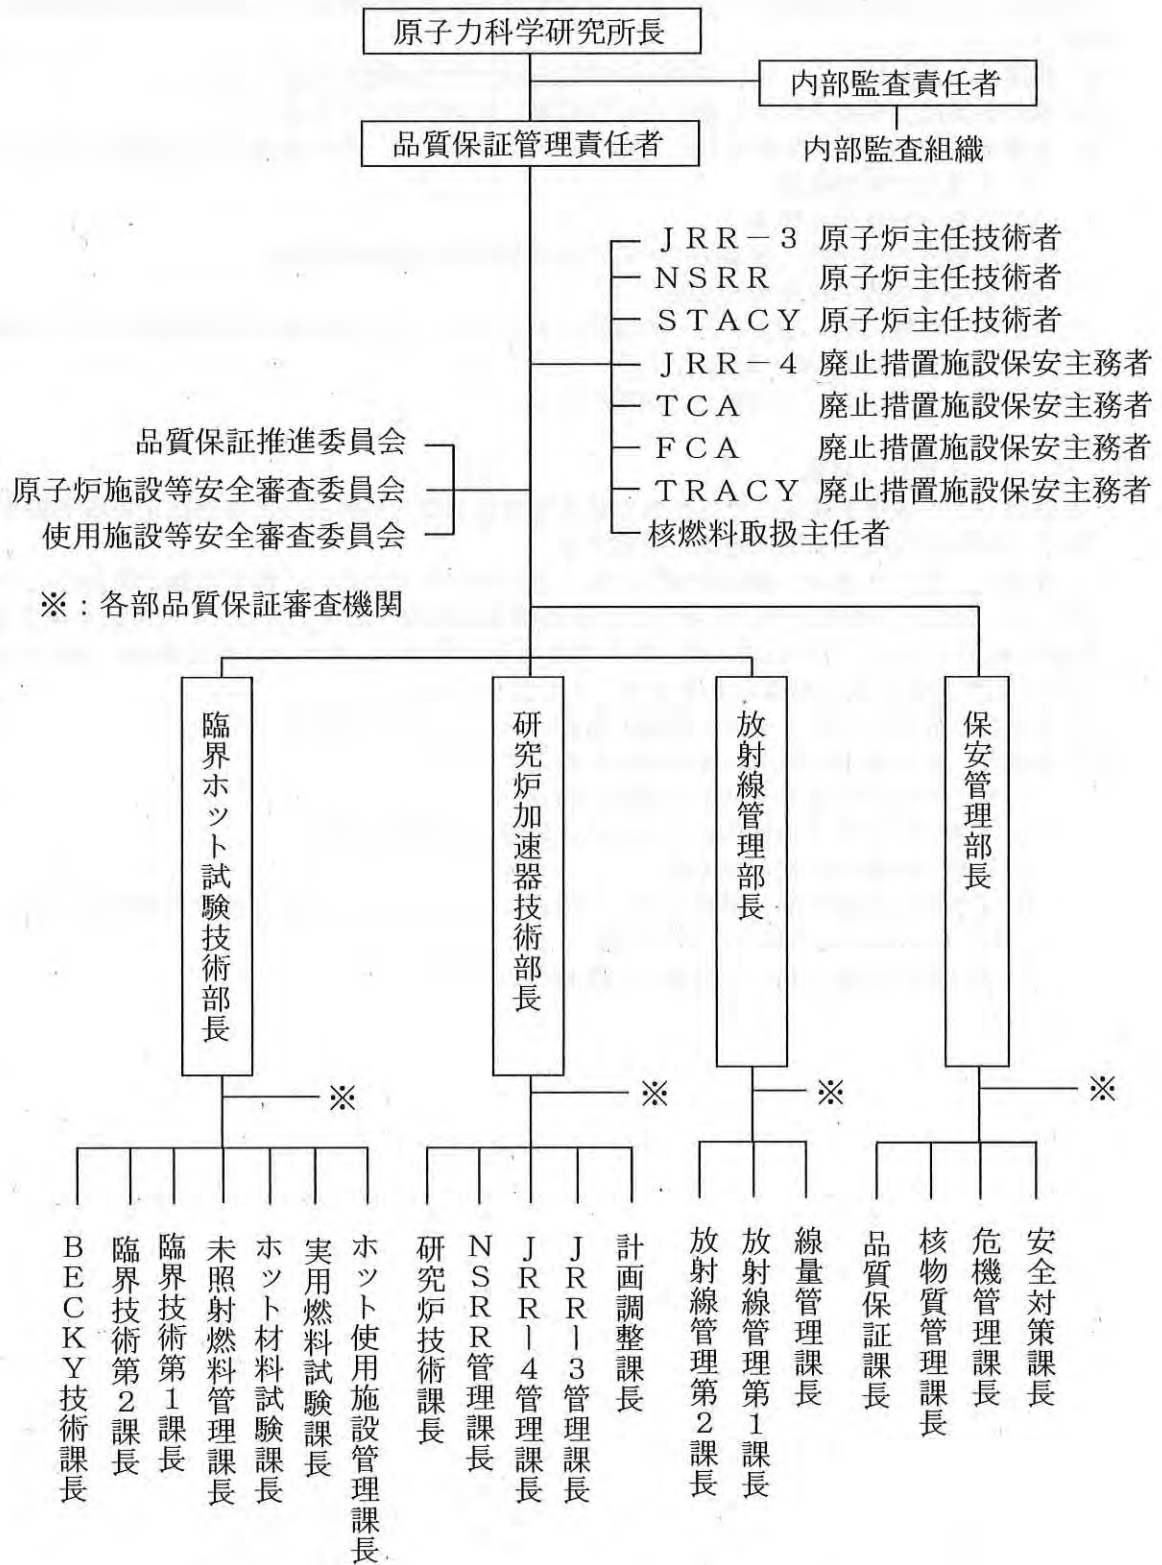 原子力科学研究所長
内部監査責任者
品質保証管理責任者
内部監査組織
JRR-3 原子炉主任技術者
NSRR 原子炉主任技術者
STACY 原子炉主任技術者
JRR-4 廃止措置施設保安主務者
TCA 廃止措置施設保安主務者
FCA 廃止措置施設保安主務者
TRACY 廃止措置施設保安主務者
核燃料取扱主任者
品質保証推進委員会
原子炉施設等安全審査委員会
使用施設等安全審査委員会
※:各部品質保証審査機関
臨界ホット試験技術部長
研究炉加速器技術部長
放射線管理部長
保安管理部長
※
※
※
※
BECKY技術課長
臨界技術第2課長
臨界技術第1課長
未照射燃料管理課長
ホット材料試験課長
実用燃料試験課長
ホット使用施設管理課長
研究炉技術課長
NSRR管理課長
JRR-4管理課長
JRR-3管理課長
計画調整課長
放射線管理第2課長
放射線管理第1課長
線量管理課長
品質保証課長
核物質管理課長
危機管理課長
安全対策課長